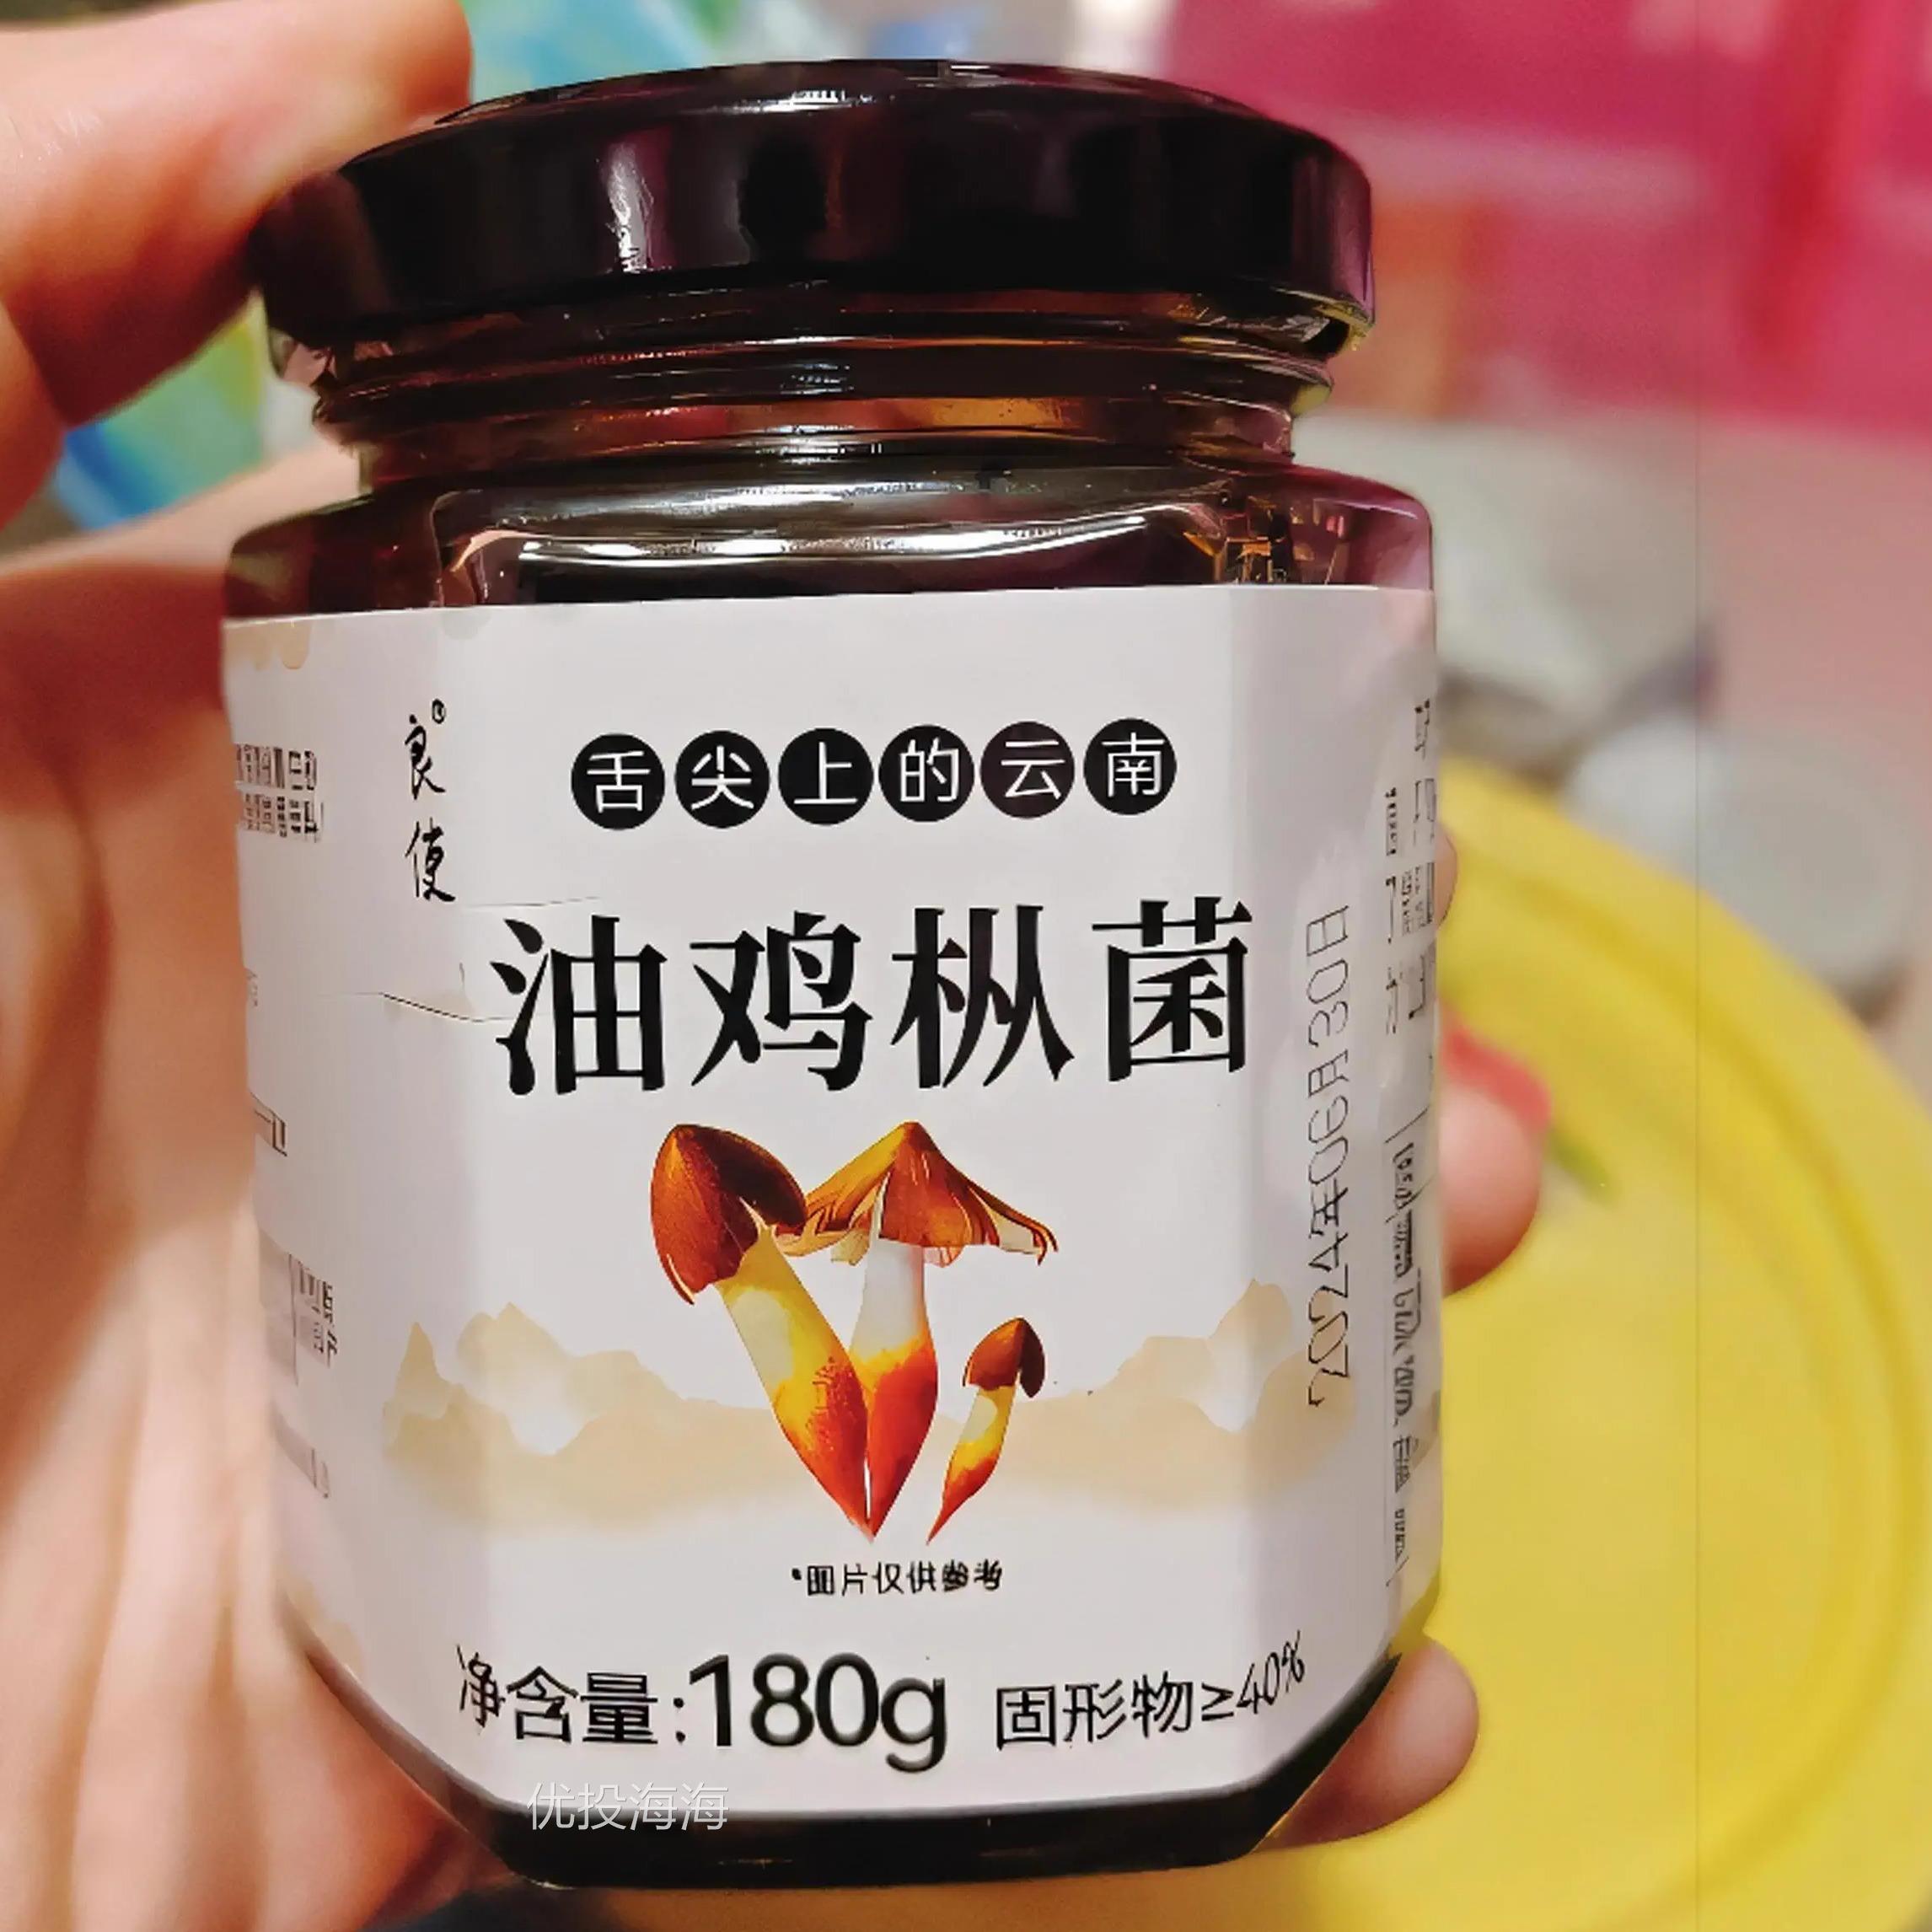 良使
舌尖上的云南
油鸡枞菌
2024年06月30日
*图片仅供参考
净含量:180g 固形物≥40%
优投海海